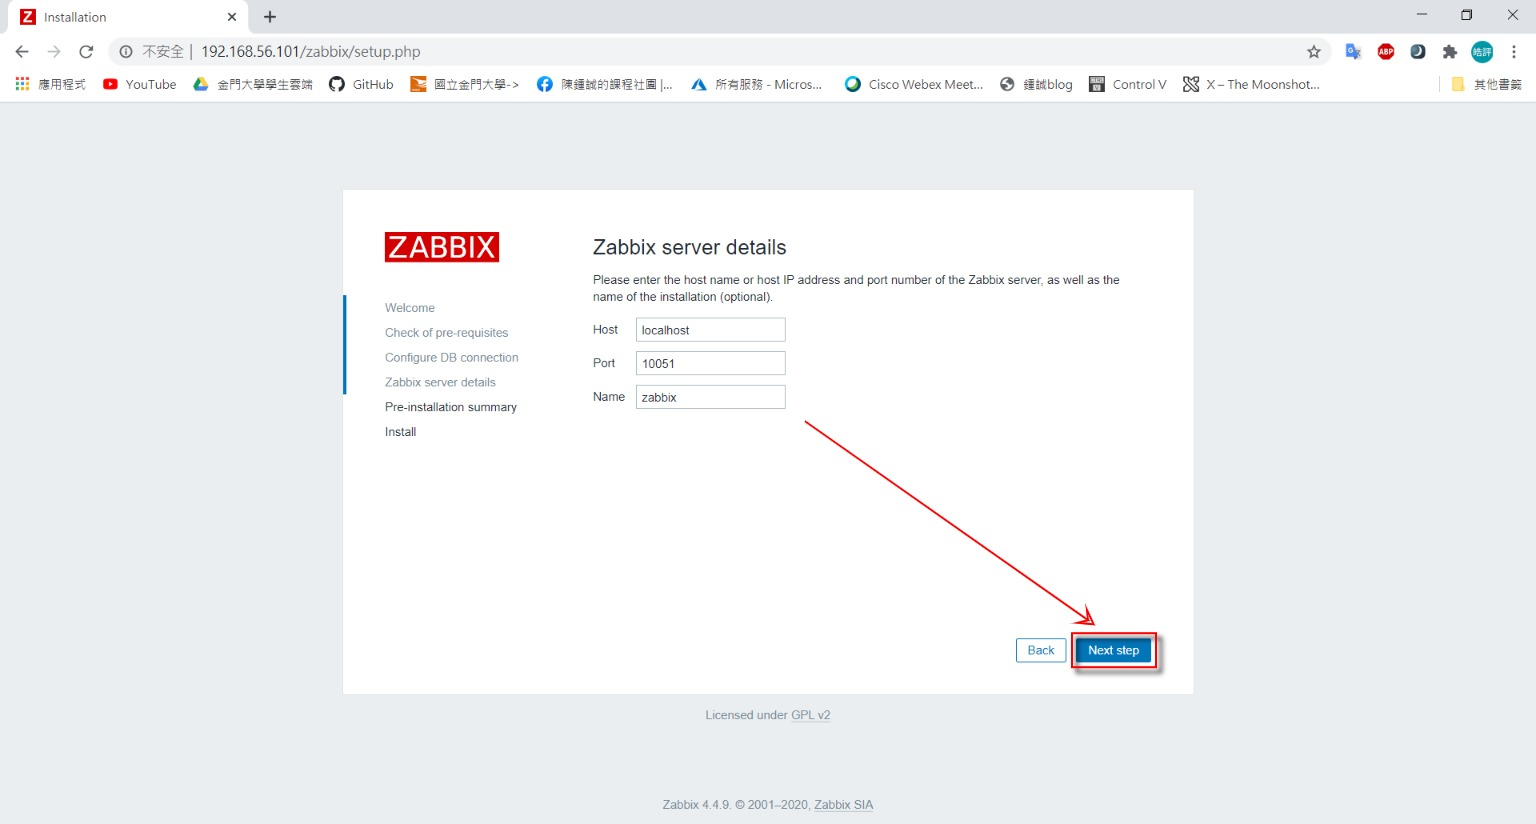 Installation
不安全 | 192.168.56.101/zabbix/setup.php
ABP
皓評
應用程式 YouTube 金門大學學生雲端 GitHub 國立金門大學-> 陳鍾誠的課程社團 |... 所有服務 - Micros... Cisco Webex Meet... 鍾誠blog Control V X – The Moonshot... 其他書籤
ZABBIX
Welcome
Check of pre-requisites
Configure DB connection
Zabbix server details
Pre-installation summary
Install
Zabbix server details
Please enter the host name or host IP address and port number of the Zabbix server, as well as the
name of the installation (optional).
Host localhost
Port 10051
Name zabbix
Back Next step
Licensed under GPL v2
Zabbix 4.4.9. © 2001–2020, Zabbix SIA